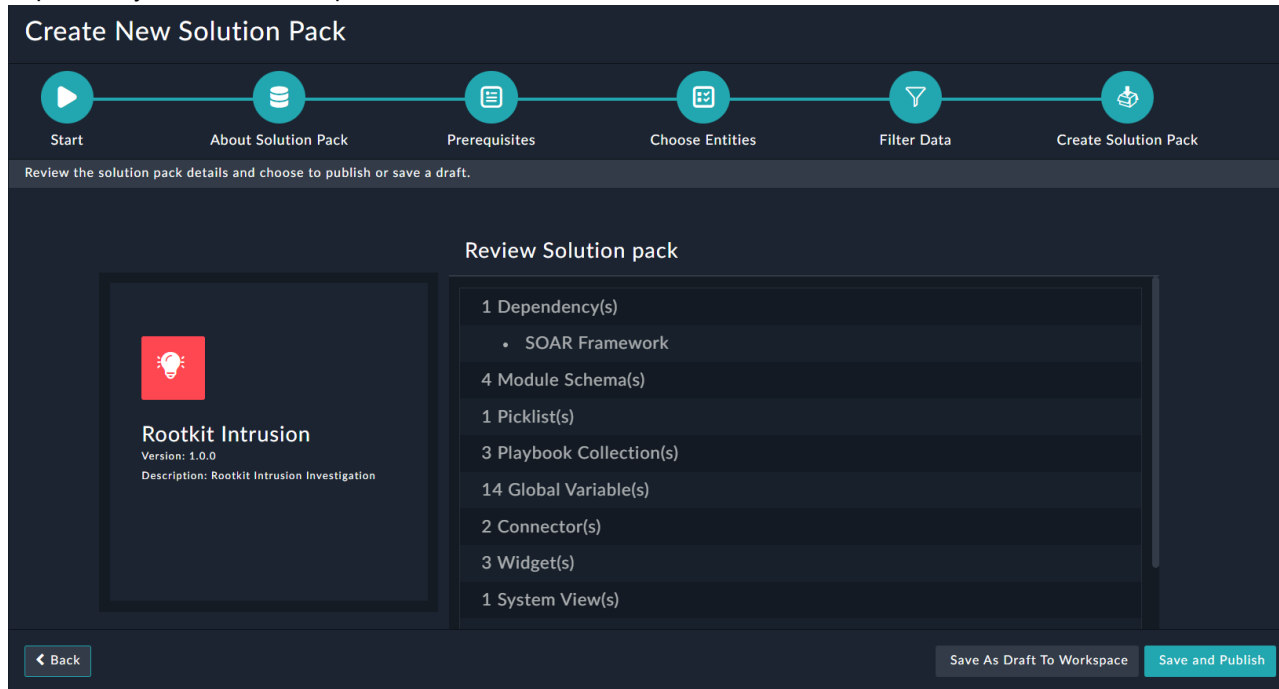 Create New Solution Pack
Start
About Solution Pack
Prerequisites
Choose Entities
Filter Data
Create Solution Pack
Review the solution pack details and choose to publish or save a draft.
Review Solution pack
Rootkit Intrusion
Version: 1.0.0
Description: Rootkit Intrusion Investigation
1 Dependency(s)
• SOAR Framework
4 Module Schema(s)
1 Picklist(s)
3 Playbook Collection(s)
14 Global Variable(s)
2 Connector(s)
3 Widget(s)
1 System View(s)
Back
Save As Draft To Workspace
Save and Publish